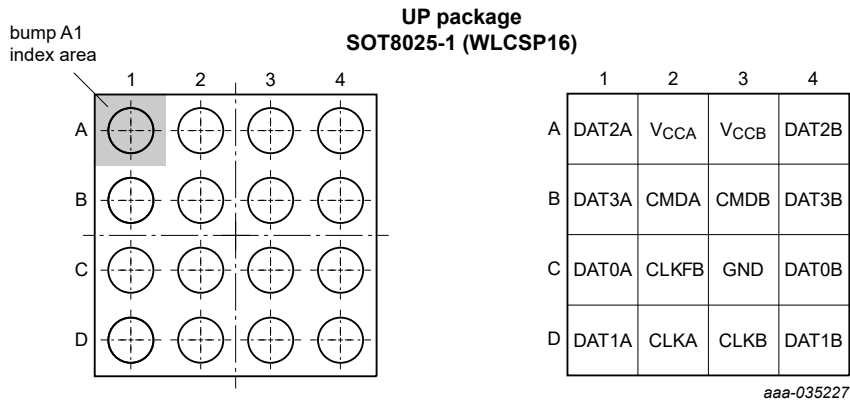 UP package
SOT8025-1 (WLCSP16)
bump A1
index area
1 2 3 4
A
B
C
D
1 2 3 4
A DAT2A VCCA VCCB DAT2B
B DAT3A CMDA CMDB DAT3B
C DAT0A CLKFB GND DAT0B
D DAT1A CLKA CLKB DAT1B
aaa-035227